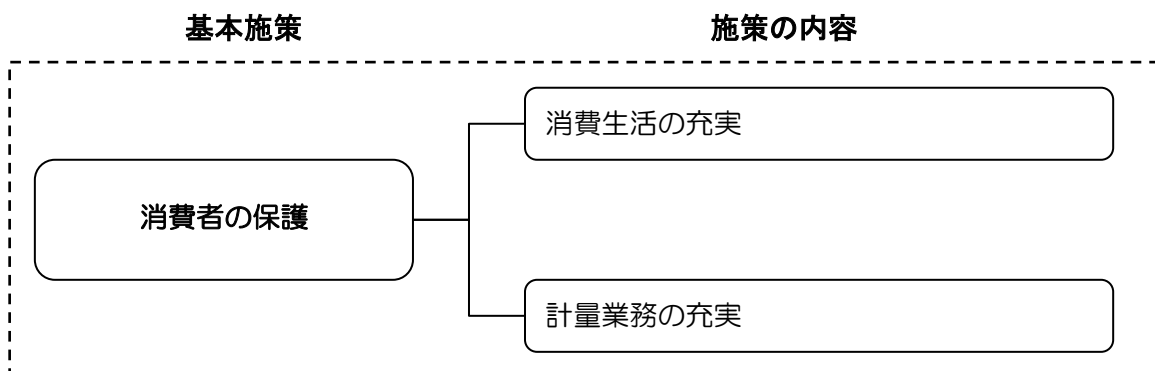 基本施策
施策の内容
消費生活の充実
消費者の保護
計量業務の充実